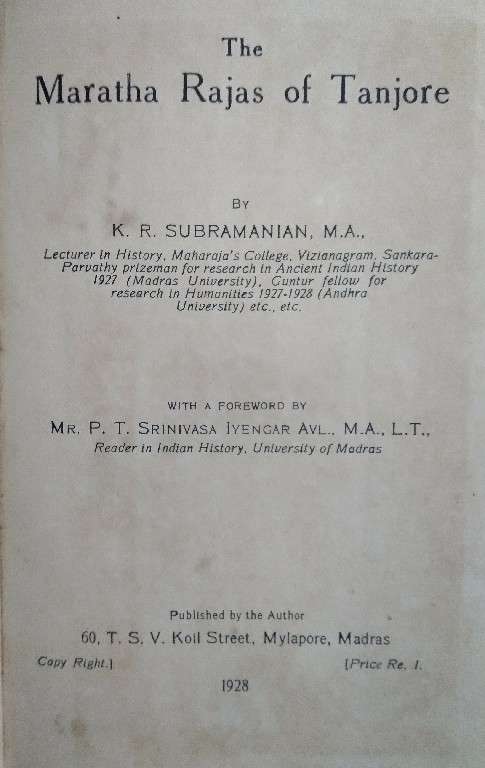 The
Maratha Rajas of Tanjore
BY
K. R. SUBRAMANIAN, M.A.,
Lecturer in History, Maharaja's College, Vizianagram. Sankara-
Parvathy prizeman for research in Ancient Indian History
1927 (Madras University), Guntur fellow for
research in Humanities 1927-1928 (Andhra
University) etc., etc.
WITH A FOREWORD BY
MR. P. T. SRINIVASA IYENGAR AVL., M.A., L.T.,
Reader in Indian History, University of Madras
Published by the Author
60, T. S. V. Koil Street., Mylapore, Madras
Copy Right.] [Price Re. 1.
1928